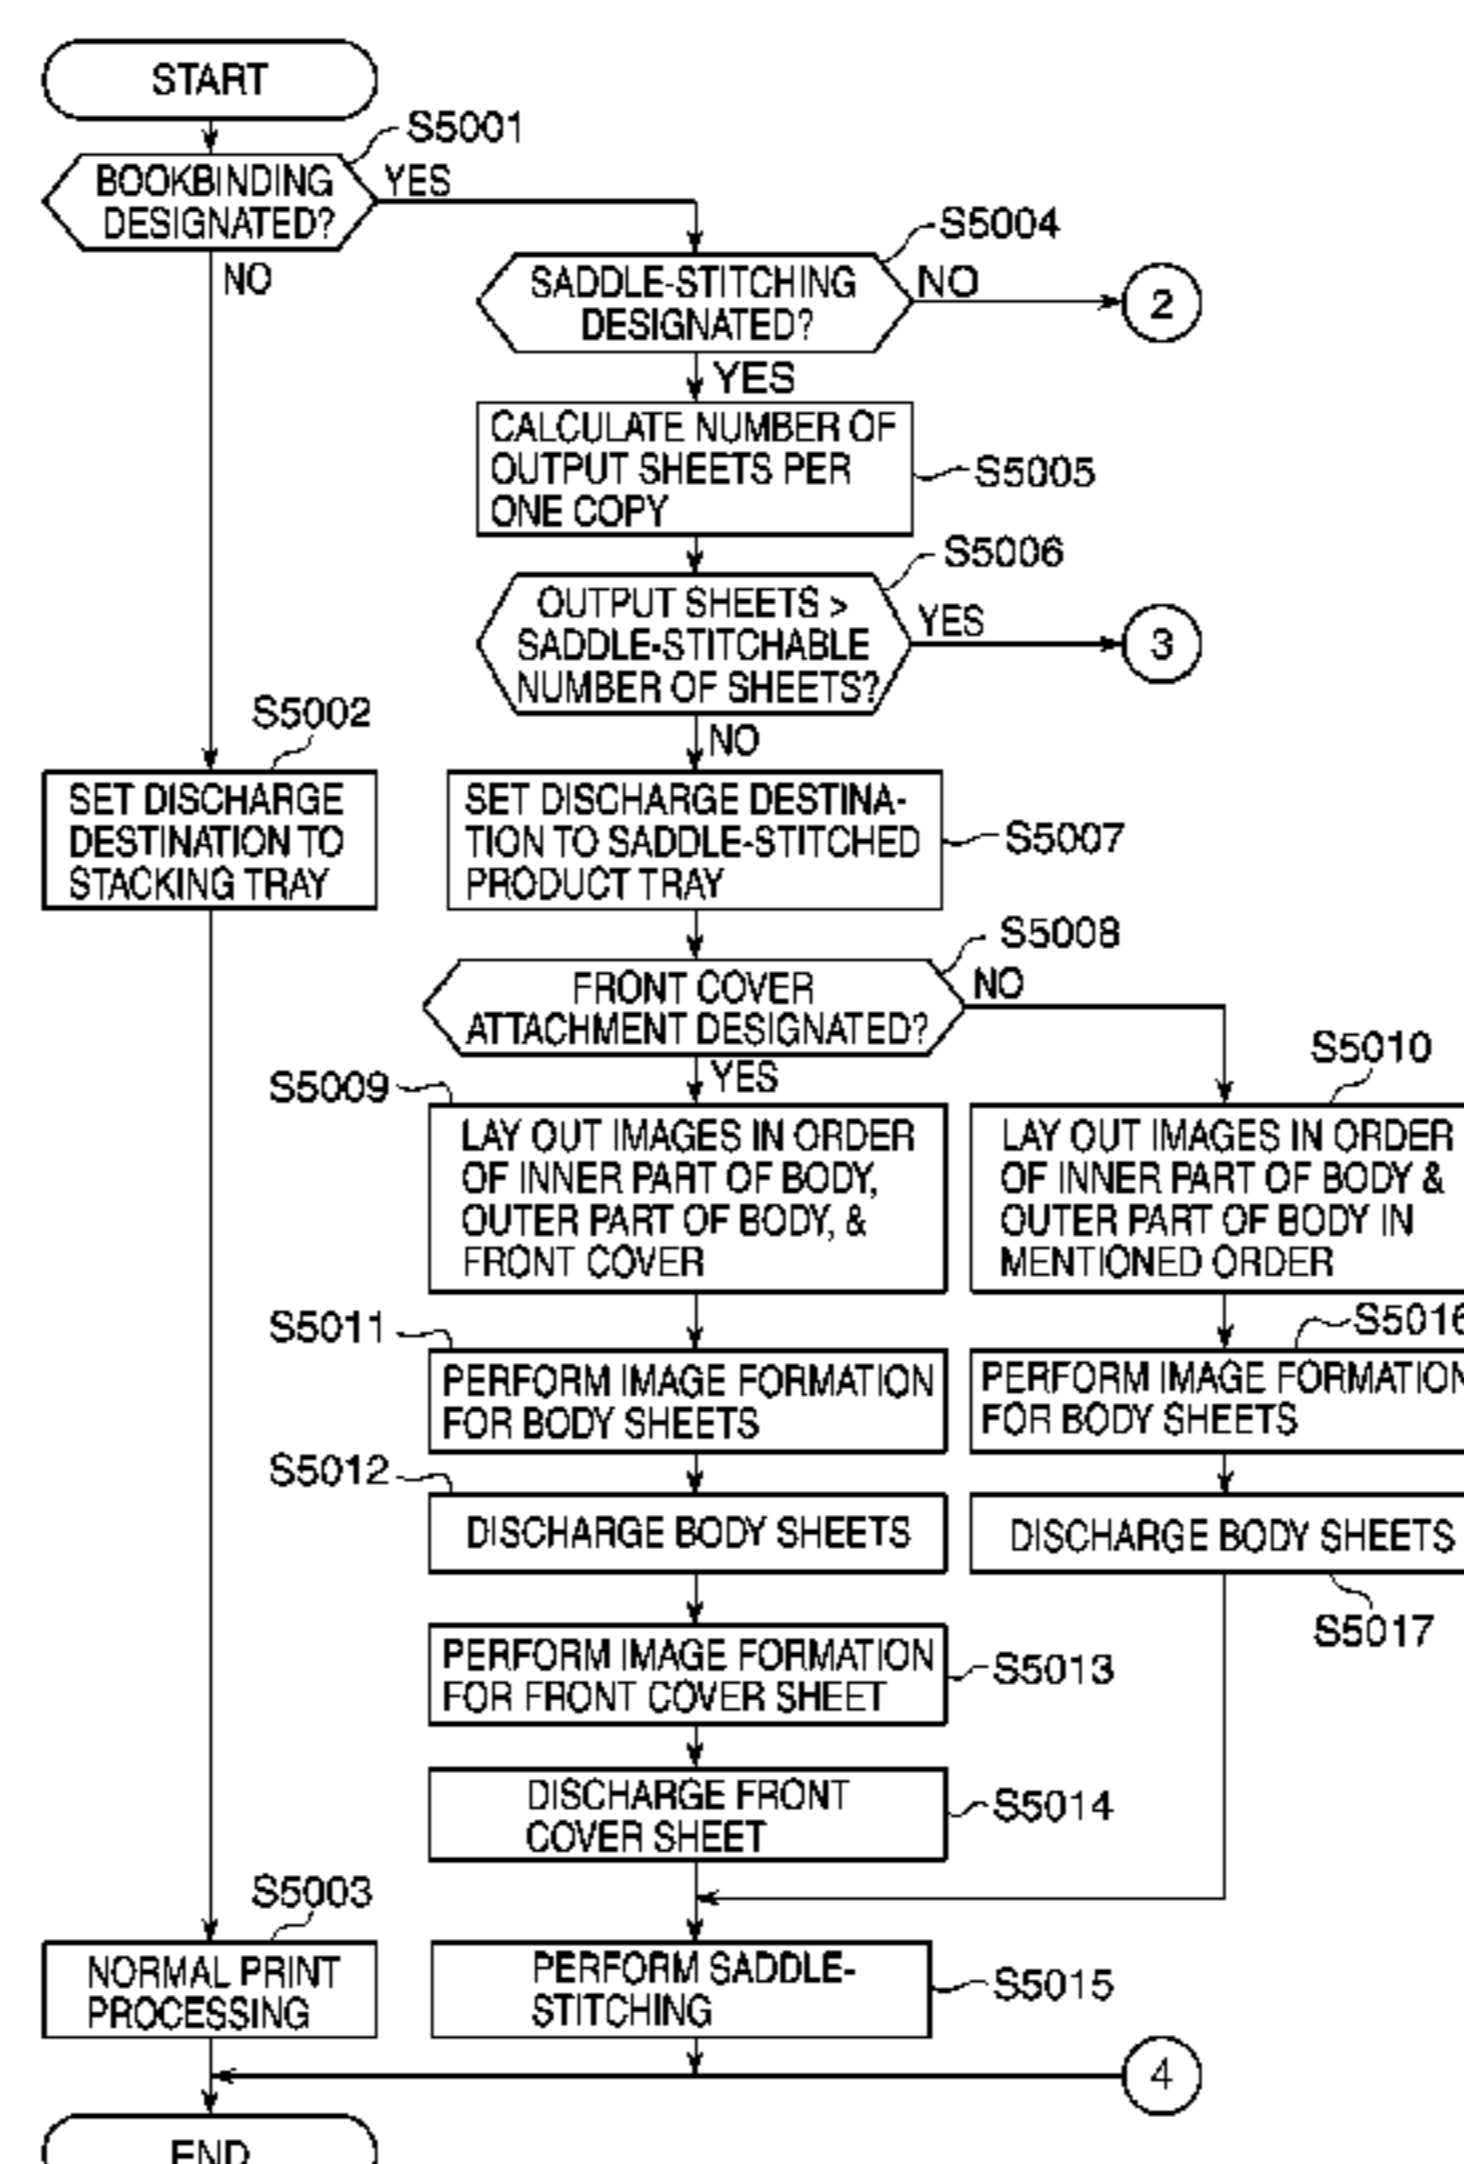 START
S5001
BOOKBINDING
DESIGNATED?
YES
NO
S5004
SADDLE-STITCHING
DESIGNATED?
NO
2
YES
CALCULATE NUMBER OF
OUTPUT SHEETS PER
ONE COPY
S5005
S5006
OUTPUT SHEETS >
SADDLE-STITCHABLE
NUMBER OF SHEETS?
YES
3
NO
S5002
SET DISCHARGE
DESTINATION TO
STACKING TRAY
SET DISCHARGE DESTINA-
TION TO SADDLE-STITCHED
PRODUCT TRAY
S5007
S5008
FRONT COVER
ATTACHMENT DESIGNATED?
NO
YES
S5009
LAY OUT IMAGES IN ORDER
OF INNER PART OF BODY,
OUTER PART OF BODY, &
FRONT COVER
S5010
LAY OUT IMAGES IN ORDER
OF INNER PART OF BODY &
OUTER PART OF BODY IN
MENTIONED ORDER
S5011
PERFORM IMAGE FORMATION
FOR BODY SHEETS
S5016
PERFORM IMAGE FORMATION
FOR BODY SHEETS
S5012
DISCHARGE BODY SHEETS
DISCHARGE BODY SHEETS
S5017
PERFORM IMAGE FORMATION
FOR FRONT COVER SHEET
S5013
DISCHARGE FRONT
COVER SHEET
S5014
S5003
NORMAL PRINT
PROCESSING
PERFORM SADDLE-
STITCHING
S5015
4
END